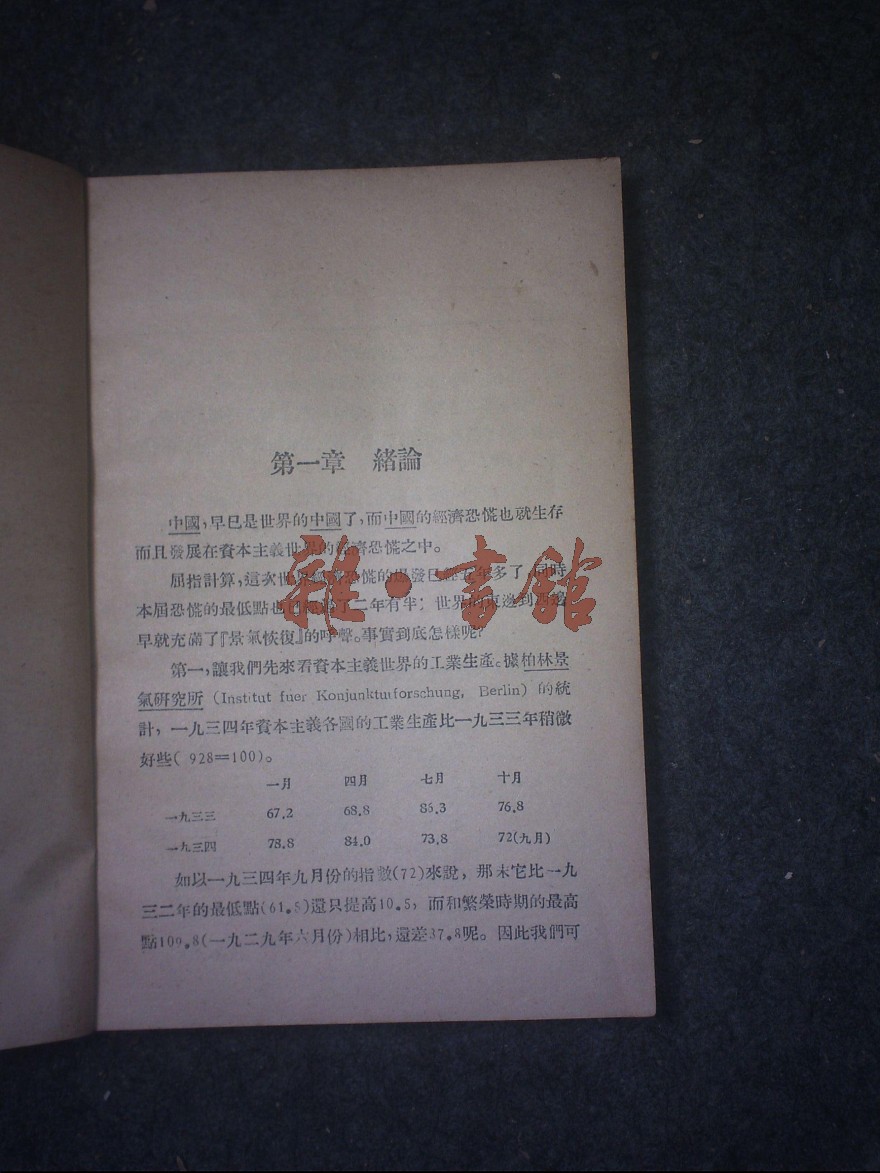 第一章　緒論
中國，早已是世界的中國了，而中國的經濟恐慌也就生存
而且發展在資本主義世界的經濟恐慌之中。
屈指計算，這次世界經濟恐慌的爆發已經五年多了 同時
本屆恐慌的最低點也已經過了二年有半；世界的東邊到西邊
早就充滿了『景氣恢復』的呼聲。事實到底怎樣呢？
第一，讓我們先來看資本主義世界的工業生產。據柏林景
氣研究所（Institut fuer Konjunkturforschung, Berlin）的統
計，一九三四年資本主義各國的工業生產比一九三三年稍微
好些( 928＝100)。
一月　四月　七月　十月
一九三三　67.2　68.8　86.3　76.8
一九三四　78.8　84.0　73.8　72(九月)
如以一九三四年九月份的指數(72)來說，那末它比一九
三二年的最低點(61.5)還只提高10.5，而和繁榮時期的最高
點109.8(一九二九年六月份)相比，還差37.8呢。因此我們可
雜·書館